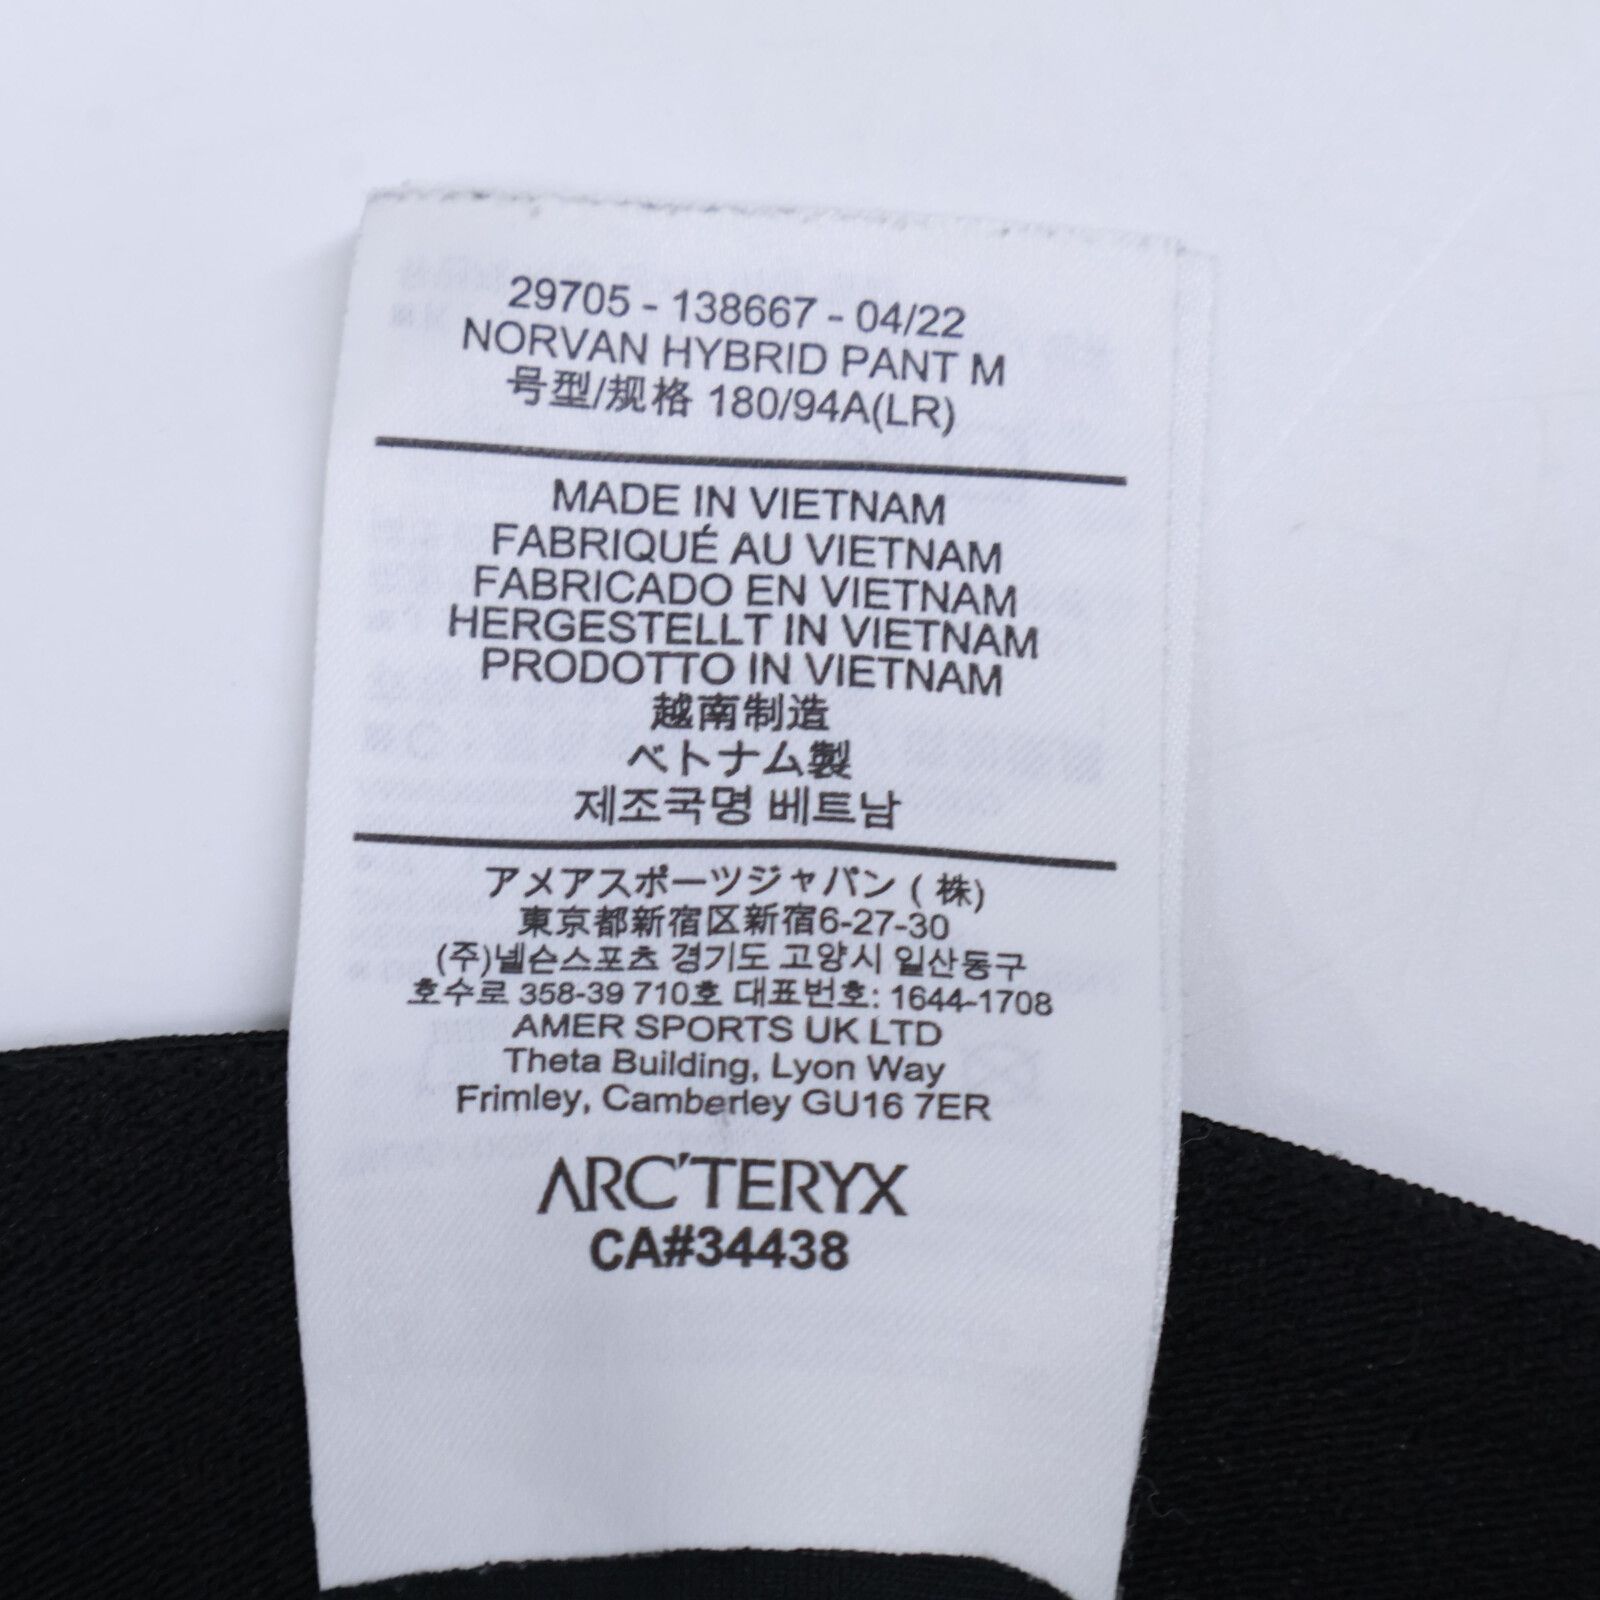 29705 - 138667 - 04/22
NORVAN HYBRID PANT M
号型/规格 180/94A(LR)
MADE IN VIETNAM
FABRIQUÉ AU VIETNAM
FABRICADO EN VIETNAM
HERGESTELLT IN VIETNAM
PRODOTTO IN VIETNAM
越南制造
ベトナム製
제조국명 베트남
アメアスポーツジャパン ( 株)
東京都新宿区新宿6-27-30
(주)넬슨스포츠 경기도 고양시 일산동구
호수로 358-39 710호 대표번호: 1644-1708
AMER SPORTS UK LTD
Theta Building, Lyon Way
Frimley, Camberley GU16 7ER
ARC'TERYX
CA#34438